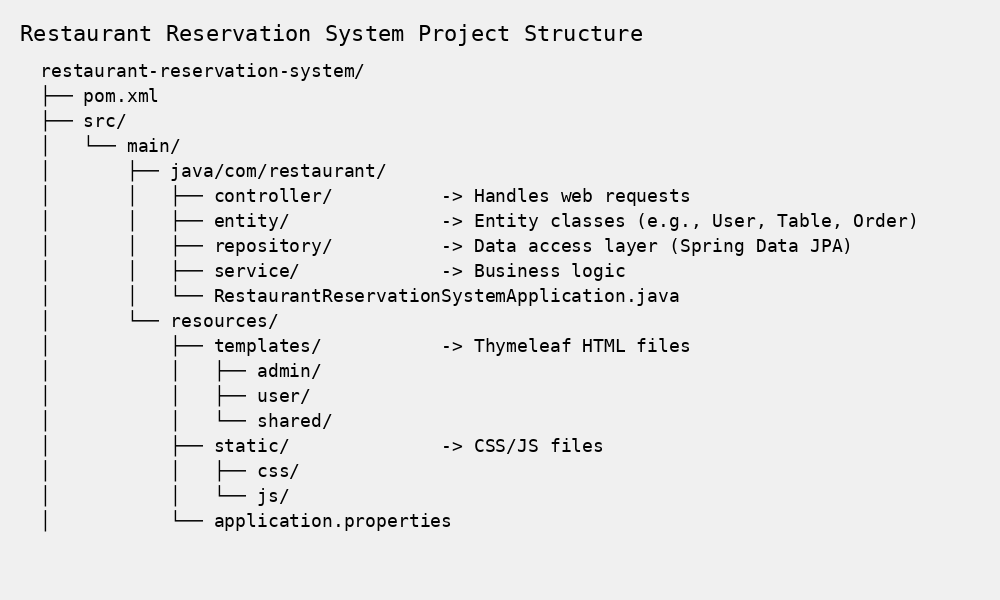 Restaurant Reservation System Project Structure
restaurant-reservation-system/
├── pom.xml
├── src/
│   └── main/
│       ├── java/com/restaurant/
│       │   ├── controller/          -> Handles web requests
│       │   ├── entity/              -> Entity classes (e.g., User, Table, Order)
│       │   ├── repository/          -> Data access layer (Spring Data JPA)
│       │   ├── service/             -> Business logic
│       │   └── RestaurantReservationSystemApplication.java
│       └── resources/
│           ├── templates/           -> Thymeleaf HTML files
│           │   ├── admin/
│           │   ├── user/
│           │   └── shared/
│           ├── static/              -> CSS/JS files
│           │   ├── css/
│           │   └── js/
│           └── application.properties